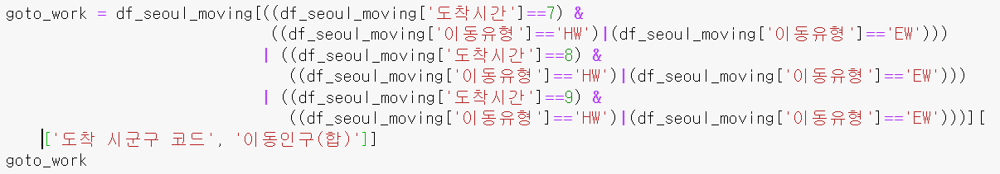 goto_work = df_seoul_moving[((df_seoul_moving['도착시간']==7) &
((df_seoul_moving['이동유형']=='HW')|(df_seoul_moving['이동유형']=='EW')))
| ((df_seoul_moving['도착시간']==8) &
((df_seoul_moving['이동유형']=='HW')|(df_seoul_moving['이동유형']=='EW')))
| ((df_seoul_moving['도착시간']==9) &
((df_seoul_moving['이동유형']=='HW')|(df_seoul_moving['이동유형']=='EW')))][
['도착 시군구 코드', '이동인구(합)']]
goto_work